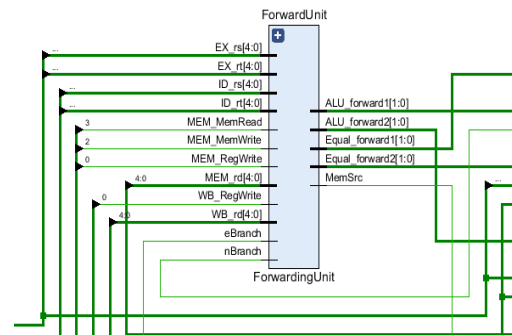 ForwardUnit
EX_rs[4:0]
...
EX_rt[4:0]
...
ID_rs[4:0]
...
ID_rt[4:0]
...
ALU_forward1[1:0]
3
MEM_MemRead
ALU_forward2[1:0]
2
MEM_MemWrite
Equal_forward1[1:0]
0
MEM_RegWrite
Equal_forward2[1:0]
4:0
MEM_rd[4:0]
MemSrc
...
0
WB_RegWrite
4:0
WB_rd[4:0]
eBranch
nBranch
ForwardingUnit